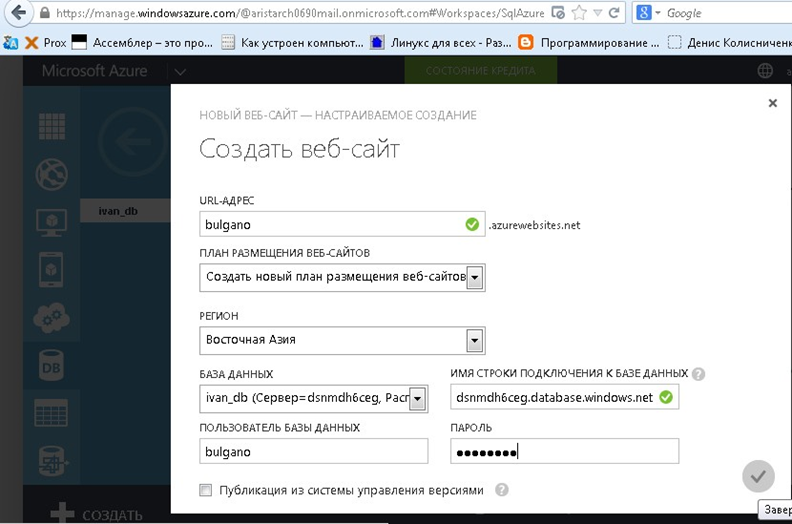 https://manage.windowsazure.com/@aristarch0690mail.onmicrosoft.com#Workspaces/SqlAzure
Google
Prox
Ассемблер – это про...
Как устроен компьют...
Линукс для всех - Раз...
Программирование ...
Денис Колисниченк
Microsoft Azure
СОСТОЯНИЕ КРЕДИТА
НОВЫЙ ВЕБ-САЙТ — НАСТРАИВАЕМОЕ СОЗДАНИЕ
Создать веб-сайт
URL-АДРЕС
bulgano
.azurewebsites.net
ivan_db
ПЛАН РАЗМЕЩЕНИЯ ВЕБ-САЙТОВ
Создать новый план размещения веб-сайтов
РЕГИОН
Восточная Азия
БАЗА ДАННЫХ
ИМЯ СТРОКИ ПОДКЛЮЧЕНИЯ К БАЗЕ ДАННЫХ
?
ivan_db (Сервер=dsnmdh6ceg, Расп
dsnmdh6ceg.database.windows.net
DB
ПОЛЬЗОВАТЕЛЬ БАЗЫ ДАННЫХ
ПАРОЛЬ
bulgano
●●●●●●●●
Публикация из системы управления версиями
?
СОЗДАТЬ
Завер